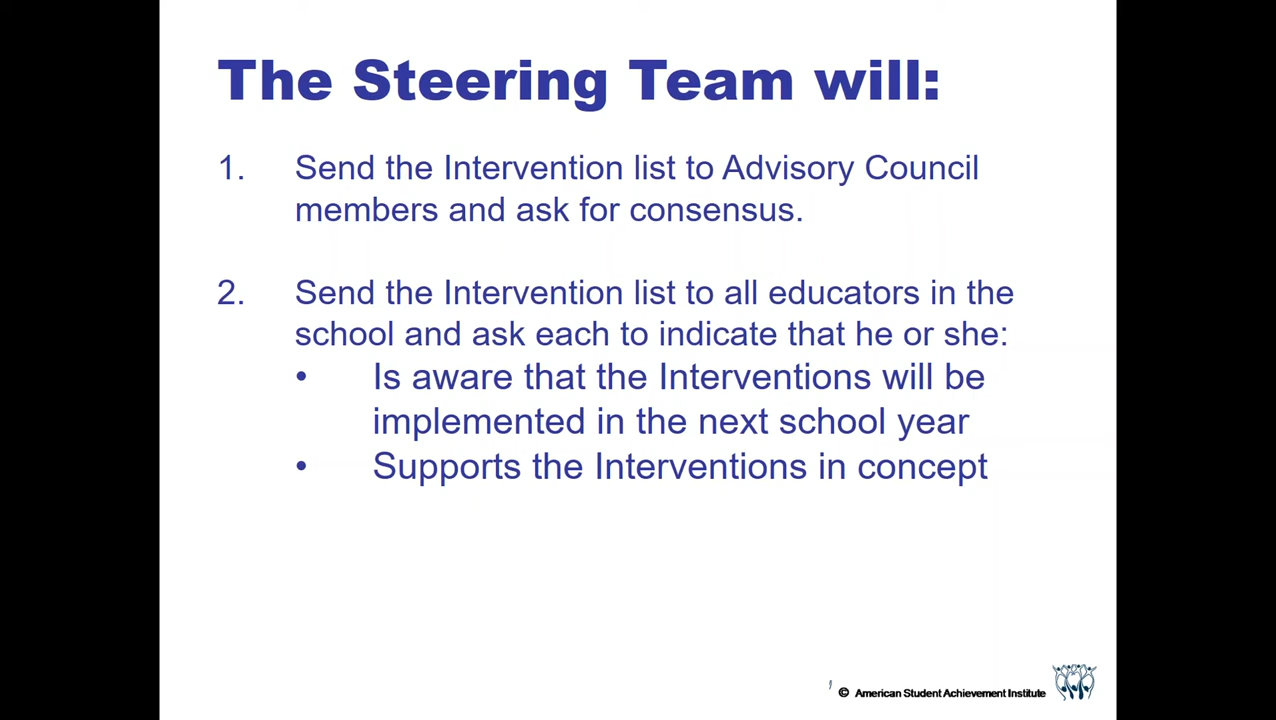 The Steering Team will:
1. Send the Intervention list to Advisory Council
members and ask for consensus.
2. Send the Intervention list to all educators in the
school and ask each to indicate that he or she:
• Is aware that the Interventions will be
implemented in the next school year
• Supports the Interventions in concept
© American Student Achievement Institute